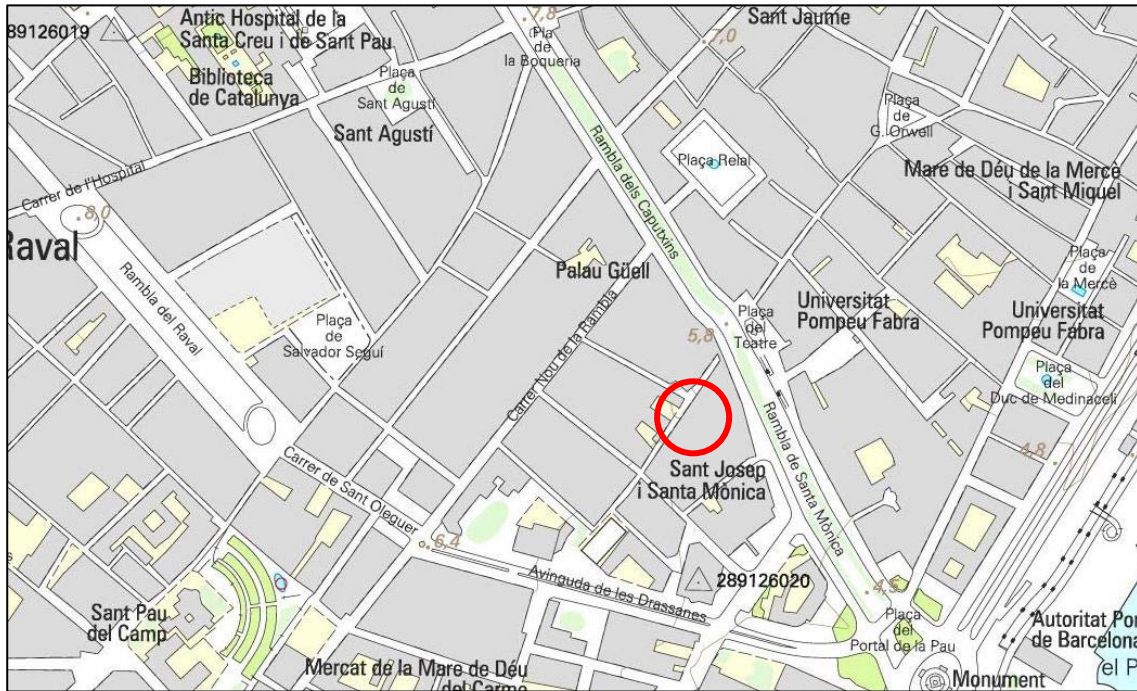 89126019
Antic Hospital de la
Santa Creu i de Sant Pau
Biblioteca
de Catalunya
Plaça
de
Sant Agustí
Sant Agustí
7,8
Pla
de
la Boqueria
Sant Jaume
7,0
Plaça
de
G. Orwell
Plaça Reial
Mare de Déu de la Mercè
i Sant Miquel
Carrer de l'Hospital
8,0
Raval
Rambla del Raval
Rambla dels Caputxins
Palau Güell
Plaça
de
Salvador Seguí
Carrer Nou de la Rambla
Plaça
de
la Mercè
Universitat
Pompeu Fabra
Universitat
Pompeu Fabra
5,8
Plaça
del
Teatre
Plaça
del
Duc de Medinaceli
4,8
Rambla de Santa Mònica
Sant Josep
i Santa Mònica
Carrer de Sant Oleguer
6,4
Avinguda de les Drassanes
289126020
4,5
Sant Pau
del Camp
Plaça
del
Portal de la Pau
Autoritat Por
de Barcelona
el P
Mercat de la Mare de Déu
del Carme
Monument